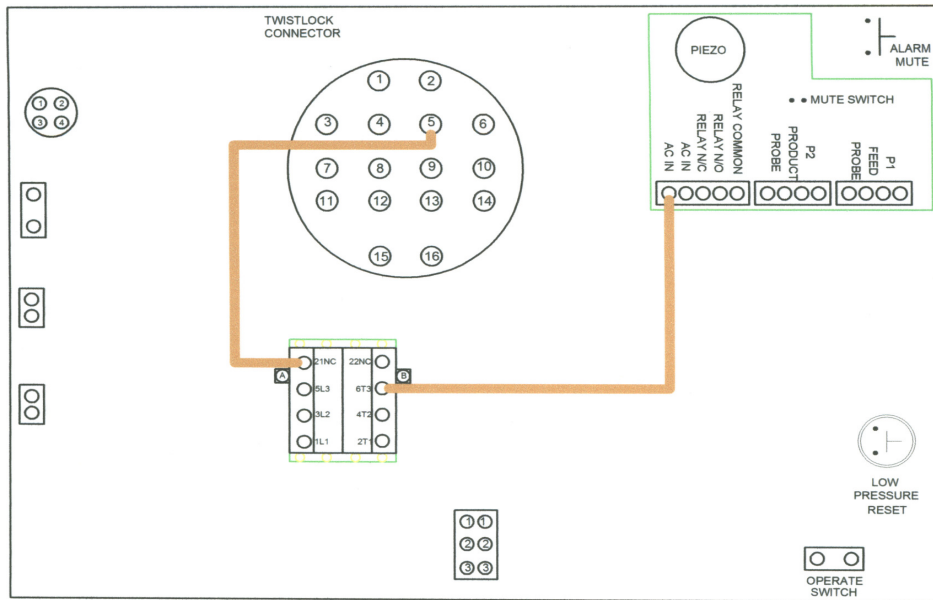 TWISTLOCK
CONNECTOR
PIEZO
ALARM
MUTE
MUTE SWITCH
1 2
3 4
1 2
3 4 5 6
7 8 9 10
11 12 13 14
15 16
AC IN
AC IN
RELAY N/C
RELAY N/O
RELAY COMMON
PROBE
PRODUCT
P2
PROBE
FEED
P1
21NC 22NC
A B
5L3 6T3
3L2 4T2
1L1 2T1
LOW
PRESSURE
RESET
1 1
2 2
3 3
OPERATE
SWITCH